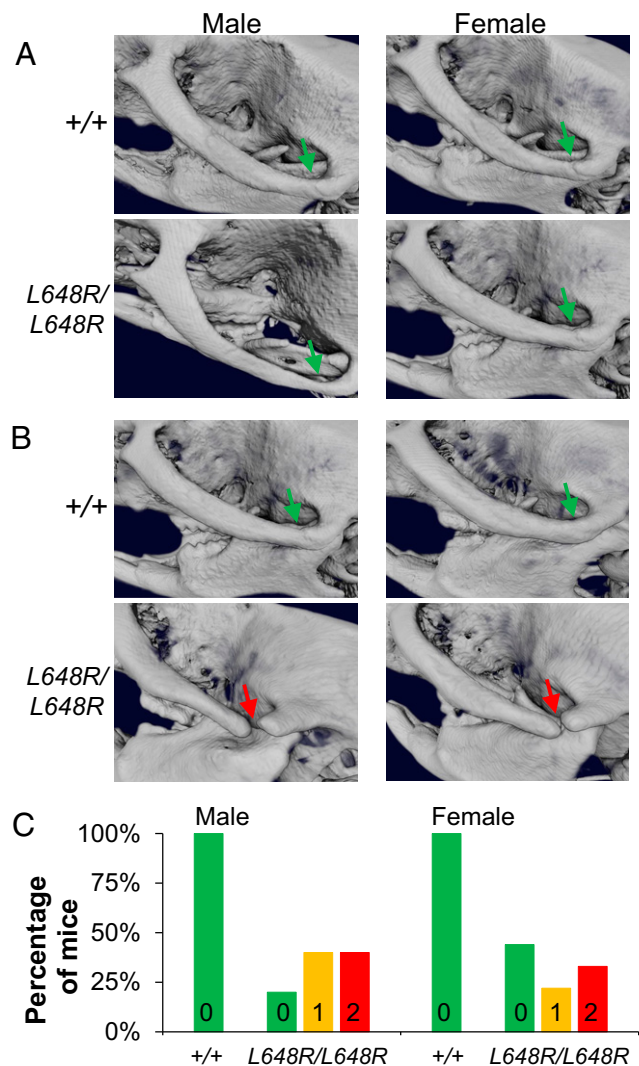 Male Female
A
+/+
L648R/
L648R
B
+/+
L648R/
L648R
C
Male Female
Percentage
of mice
100%
75%
50%
25%
0%
0 0 1 2 0 0 1 2
+/+ L648R/L648R +/+ L648R/L648R